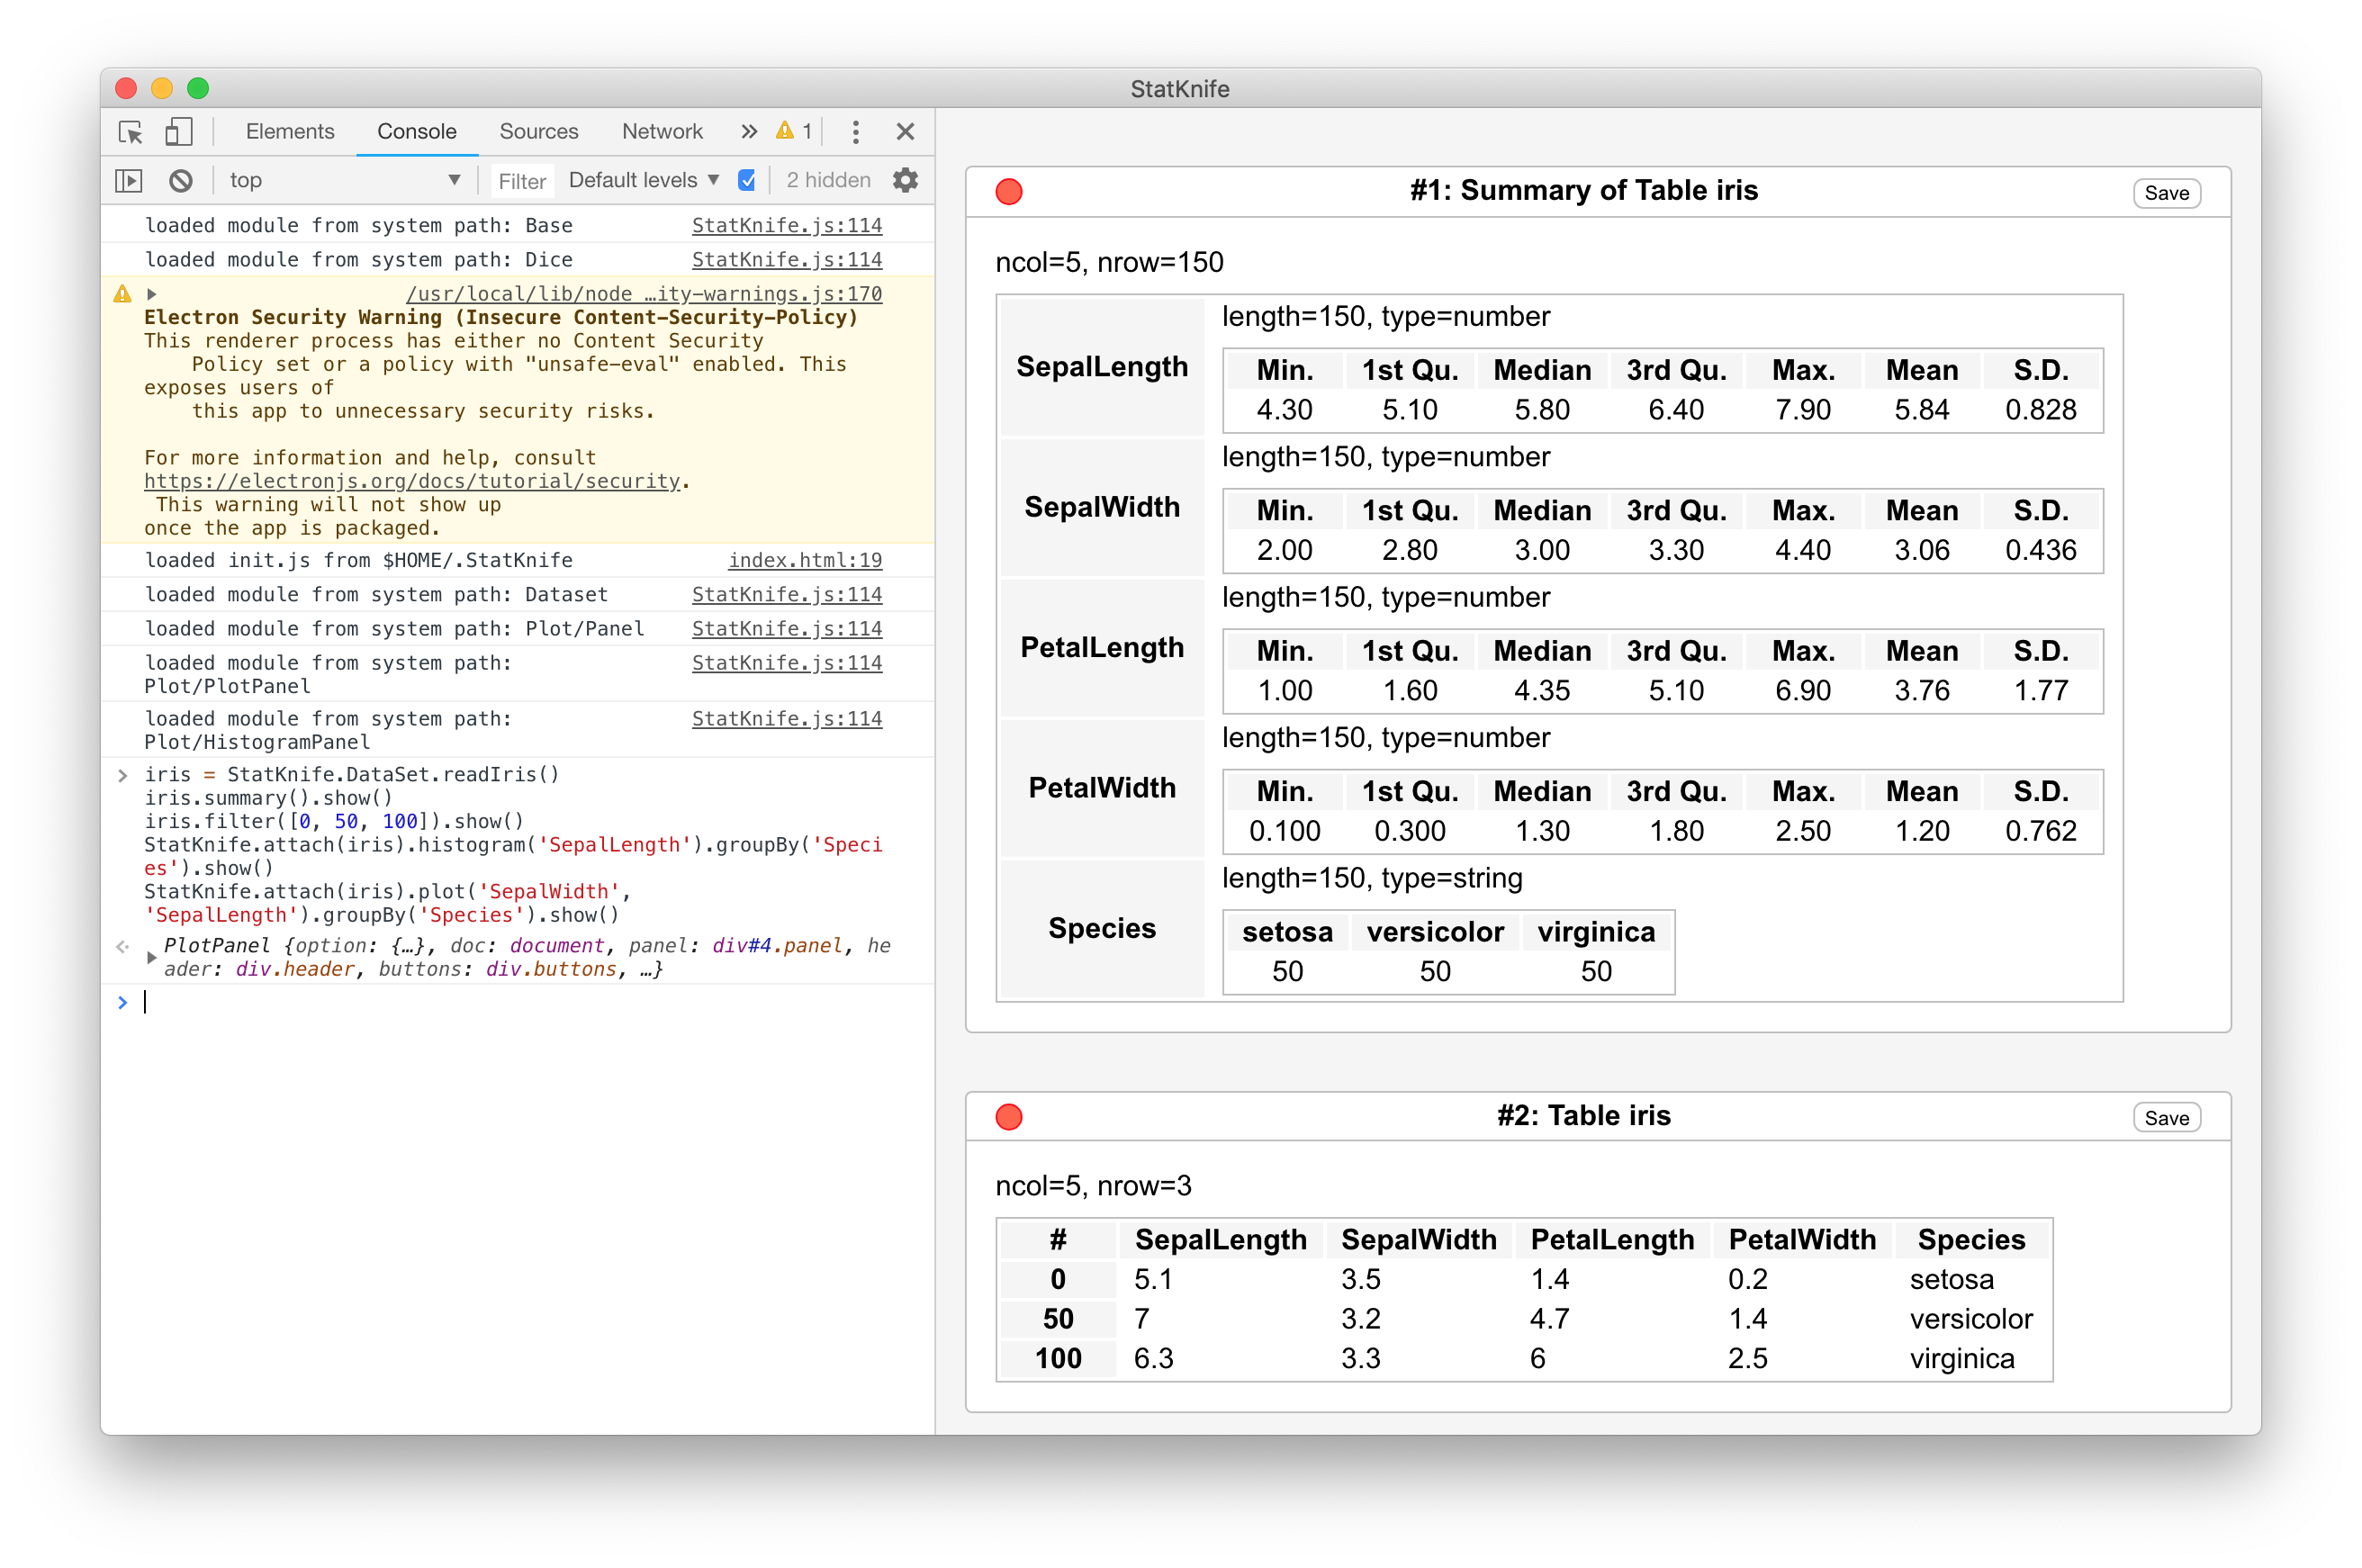 StatKnife
Elements Console Sources Network » 1
top Filter Default levels 2 hidden
loaded module from system path: Base StatKnife.js:114
loaded module from system path: Dice StatKnife.js:114
/usr/local/lib/node …ity-warnings.js:170
Electron Security Warning (Insecure Content-Security-Policy)
This renderer process has either no Content Security
Policy set or a policy with "unsafe-eval" enabled. This
exposes users of
this app to unnecessary security risks.
For more information and help, consult
https://electronjs.org/docs/tutorial/security.
This warning will not show up
once the app is packaged.
loaded init.js from $HOME/.StatKnife index.html:19
loaded module from system path: Dataset StatKnife.js:114
loaded module from system path: Plot/Panel StatKnife.js:114
loaded module from system path: StatKnife.js:114
Plot/PlotPanel
loaded module from system path: StatKnife.js:114
Plot/HistogramPanel
> iris = StatKnife.DataSet.readIris()
iris.summary().show()
iris.filter([0, 50, 100]).show()
StatKnife.attach(iris).histogram('SepalLength').groupBy('Speci
es').show()
StatKnife.attach(iris).plot('SepalWidth',
'SepalLength').groupBy('Species').show()
PlotPanel {option: {…}, doc: document, panel: div#4.panel, he
ader: div.header, buttons: div.buttons, …}
>
#1: Summary of Table iris Save
ncol=5, nrow=150
SepalLength
length=150, type=number
Min. 1st Qu. Median 3rd Qu. Max. Mean S.D.
4.30 5.10 5.80 6.40 7.90 5.84 0.828
SepalWidth
length=150, type=number
Min. 1st Qu. Median 3rd Qu. Max. Mean S.D.
2.00 2.80 3.00 3.30 4.40 3.06 0.436
PetalLength
length=150, type=number
Min. 1st Qu. Median 3rd Qu. Max. Mean S.D.
1.00 1.60 4.35 5.10 6.90 3.76 1.77
PetalWidth
length=150, type=number
Min. 1st Qu. Median 3rd Qu. Max. Mean S.D.
0.100 0.300 1.30 1.80 2.50 1.20 0.762
Species
length=150, type=string
setosa versicolor virginica
50 50 50
#2: Table iris Save
ncol=5, nrow=3
# SepalLength SepalWidth PetalLength PetalWidth Species
0 5.1 3.5 1.4 0.2 setosa
50 7 3.2 4.7 1.4 versicolor
100 6.3 3.3 6 2.5 virginica